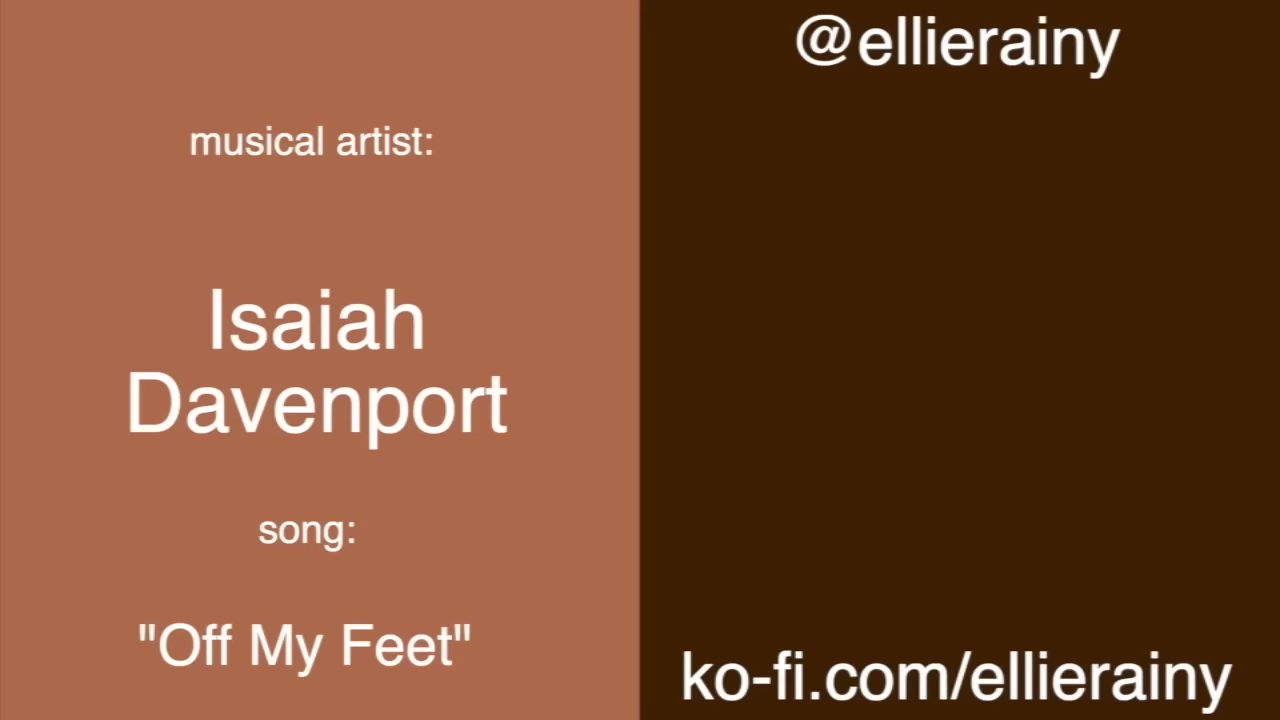 musical artist:
Isaiah
Davenport
song:
"Off My Feet"
@ellierainy
ko-fi.com/ellierainy